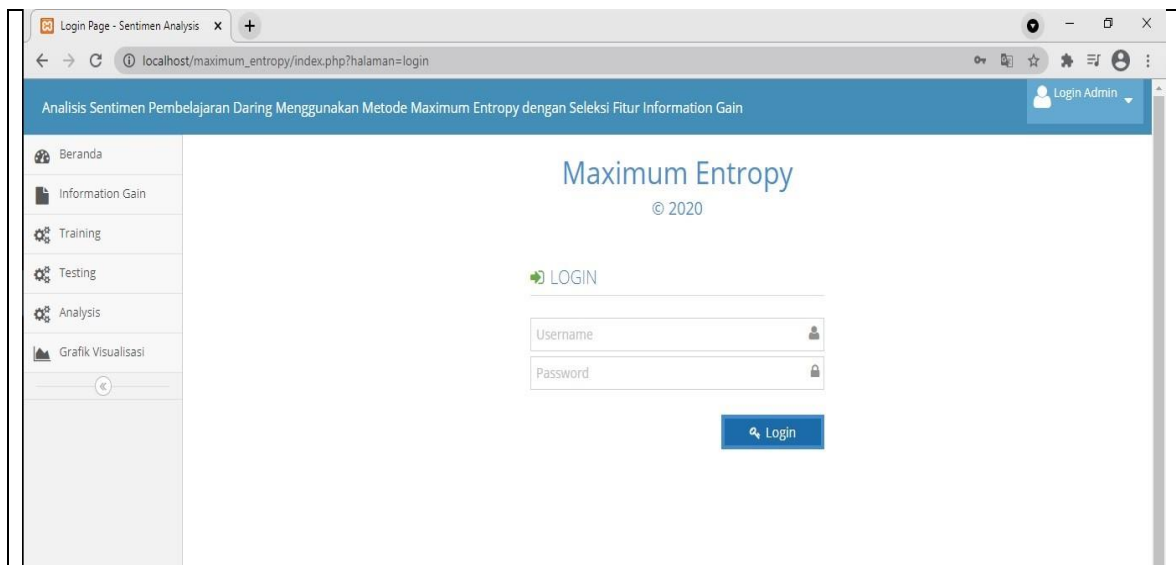 Login Page - Sentimen Analysis
localhost/maximum_entropy/index.php?halaman=login
Analisis Sentimen Pembelajaran Daring Menggunakan Metode Maximum Entropy dengan Seleksi Fitur Information Gain
Login Admin
Beranda
Information Gain
Training
Testing
Analysis
Grafik Visualisasi
Maximum Entropy
© 2020
LOGIN
Username
Password
Login